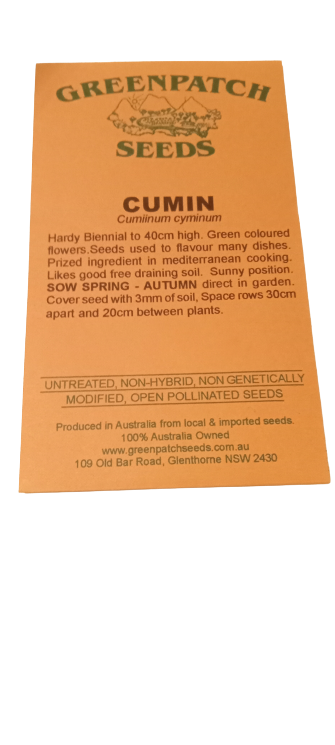 GREENPATCH
SEEDS
CUMIN
Cumiinum cyminum
Hardy Biennial to 40cm high. Green coloured
flowers.Seeds used to flavour many dishes.
Prized ingredient in mediterranean cooking.
Likes good free draining soil. Sunny position.
SOW SPRING - AUTUMN direct in garden.
Cover seed with 3mm of soil, Space rows 30cm
apart and 20cm between plants.
UNTREATED, NON-HYBRID, NON GENETICALLY
MODIFIED, OPEN POLLINATED SEEDS
Produced in Australia from local & imported seeds.
100% Australia Owned
www.greenpatchseeds.com.au
109 Old Bar Road, Glenthorne NSW 2430